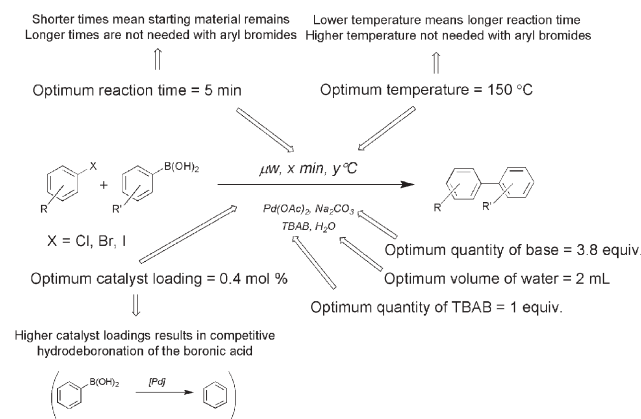 Shorter times mean starting material remains
Longer times are not needed with aryl bromides
Lower temperature means longer reaction time
Higher temperature not needed with aryl bromides
Optimum reaction time = 5 min
Optimum temperature = 150 °C
X
B(OH)₂
μw, x min, y°C
+
R
R'
R
R'
Pd(OAc)₂, Na₂CO₃
TBAB, H₂O
X = Cl, Br, I
Optimum quantity of base = 3.8 equiv.
Optimum catalyst loading = 0.4 mol %
Optimum volume of water = 2 mL
Optimum quantity of TBAB = 1 equiv.
Higher catalyst loadings results in competitive
hydrodeboronation of the boronic acid
B(OH)₂
[Pd]